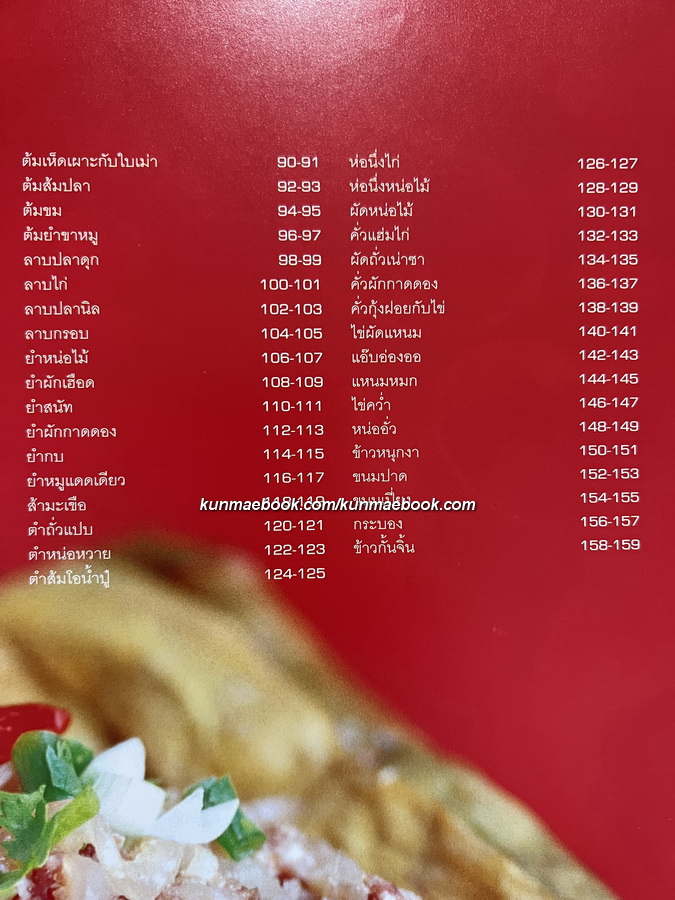 ต้มเห็ดเผาะกับใบเม่า 90-91
ต้มส้มปลา 92-93
ต้มขม 94-95
ต้มยำขาหมู 96-97
ลาบปลาดุก 98-99
ลาบไก่ 100-101
ลาบปลานิล 102-103
ลาบกรอบ 104-105
ยำหน่อไม้ 106-107
ยำผักเฮือด 108-109
ยำสนัท 110-111
ยำผักกาดดอง 112-113
ยำกบ 114-115
ยำหมูแดดเดียว 116-117
ส้ามะเขือ 118-119
ตำถั่วแปบ 120-121
ตำหน่อหวาย 122-123
ตำส้มโอน้ำปู๋ 124-125
ห่อนึ่งไก่ 126-127
ห่อนึ่งหน่อไม้ 128-129
ผัดหน่อไม้ 130-131
คั่วแฮ่มไก่ 132-133
ผัดถั่วเน่าซา 134-135
คั่วผักกาดดอง 136-137
คั่วกุ้งฝอยกับไข่ 138-139
ไข่ผัดแหนม 140-141
แอ๊บอ่องออ 142-143
แหนมหมก 144-145
ไข่คว่ำ 146-147
หน่ออั่ว 148-149
ข้าวหนุกงา 150-151
ขนมปาด 152-153
154-155
กระบอง 156-157
ข้าวกั้นจิ้น 158-159
kunmaebook.com/kunmaebook.com